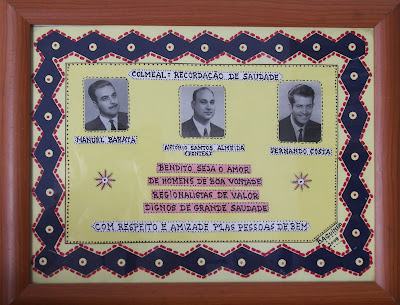 COLMEAL: RECORDAÇÃO DE SAUDADE
MANUEL BARATA
ANTÓNIO SANTOS ALMEIDA
(FONTES)
FERNANDO COSTA
BENDITO SEJA O AMOR
DE HOMENS DE BOA VONTADE
REGIONALISTAS DE VALOR
DIGNOS DE GRANDE SAUDADE
COM RESPEITO E AMIZADE P'LAS PESSOAS DE BEM